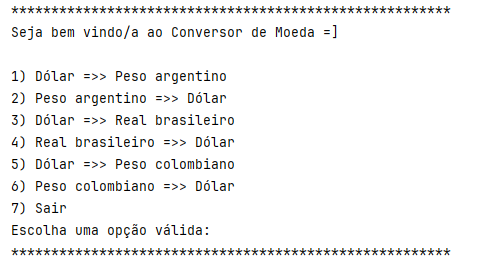 *******************************************************
Seja bem vindo/a ao Conversor de Moeda =]
1) Dólar =>> Peso argentino
2) Peso argentino =>> Dólar
3) Dólar =>> Real brasileiro
4) Real brasileiro =>> Dólar
5) Dólar =>> Peso colombiano
6) Peso colombiano =>> Dólar
7) Sair
Escolha uma opção válida:
*******************************************************